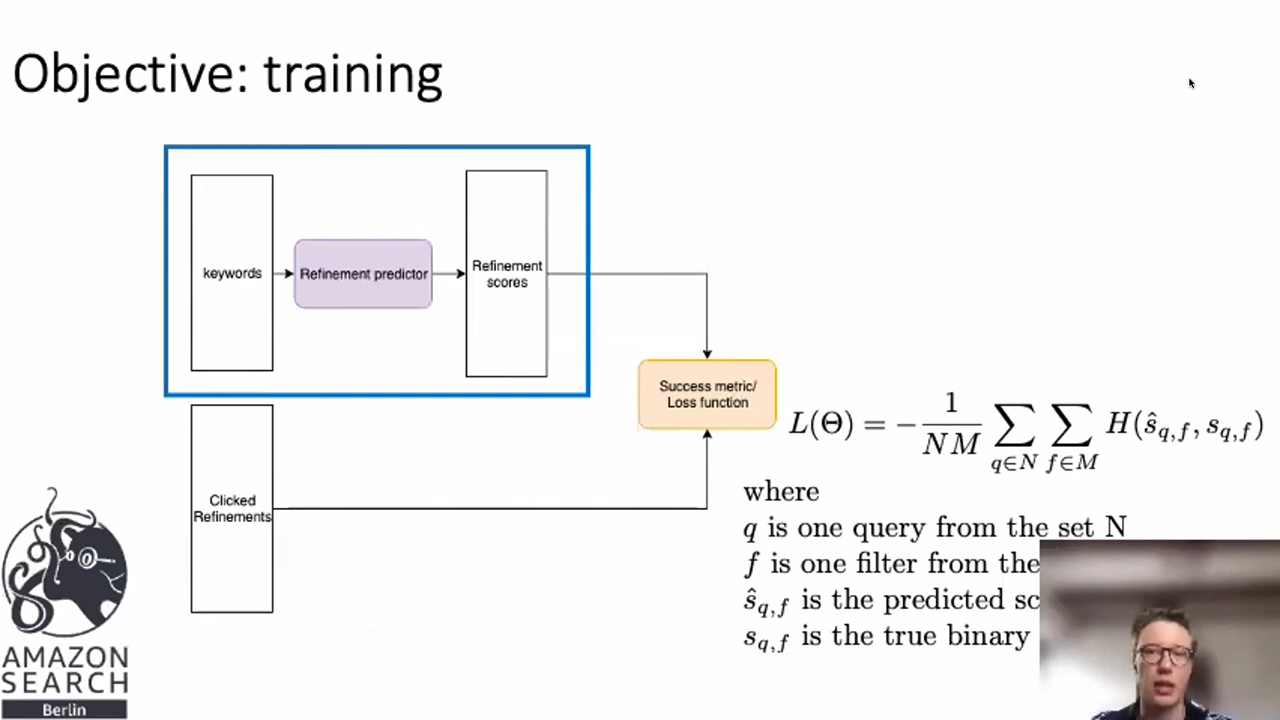 Objective: training
keywords
Refinement predictor
Refinement
scores
Success metric/
Loss function
Clicked
Refinements
L(Θ) = − 1/NM ∑_{q∈N} ∑_{f∈M} H(ŝ_{q,f}, s_{q,f})
where
q is one query from the set N
f is one filter from the
ŝ_{q,f} is the predicted sc
s_{q,f} is the true binary
AMAZON
SEARCH
Berlin